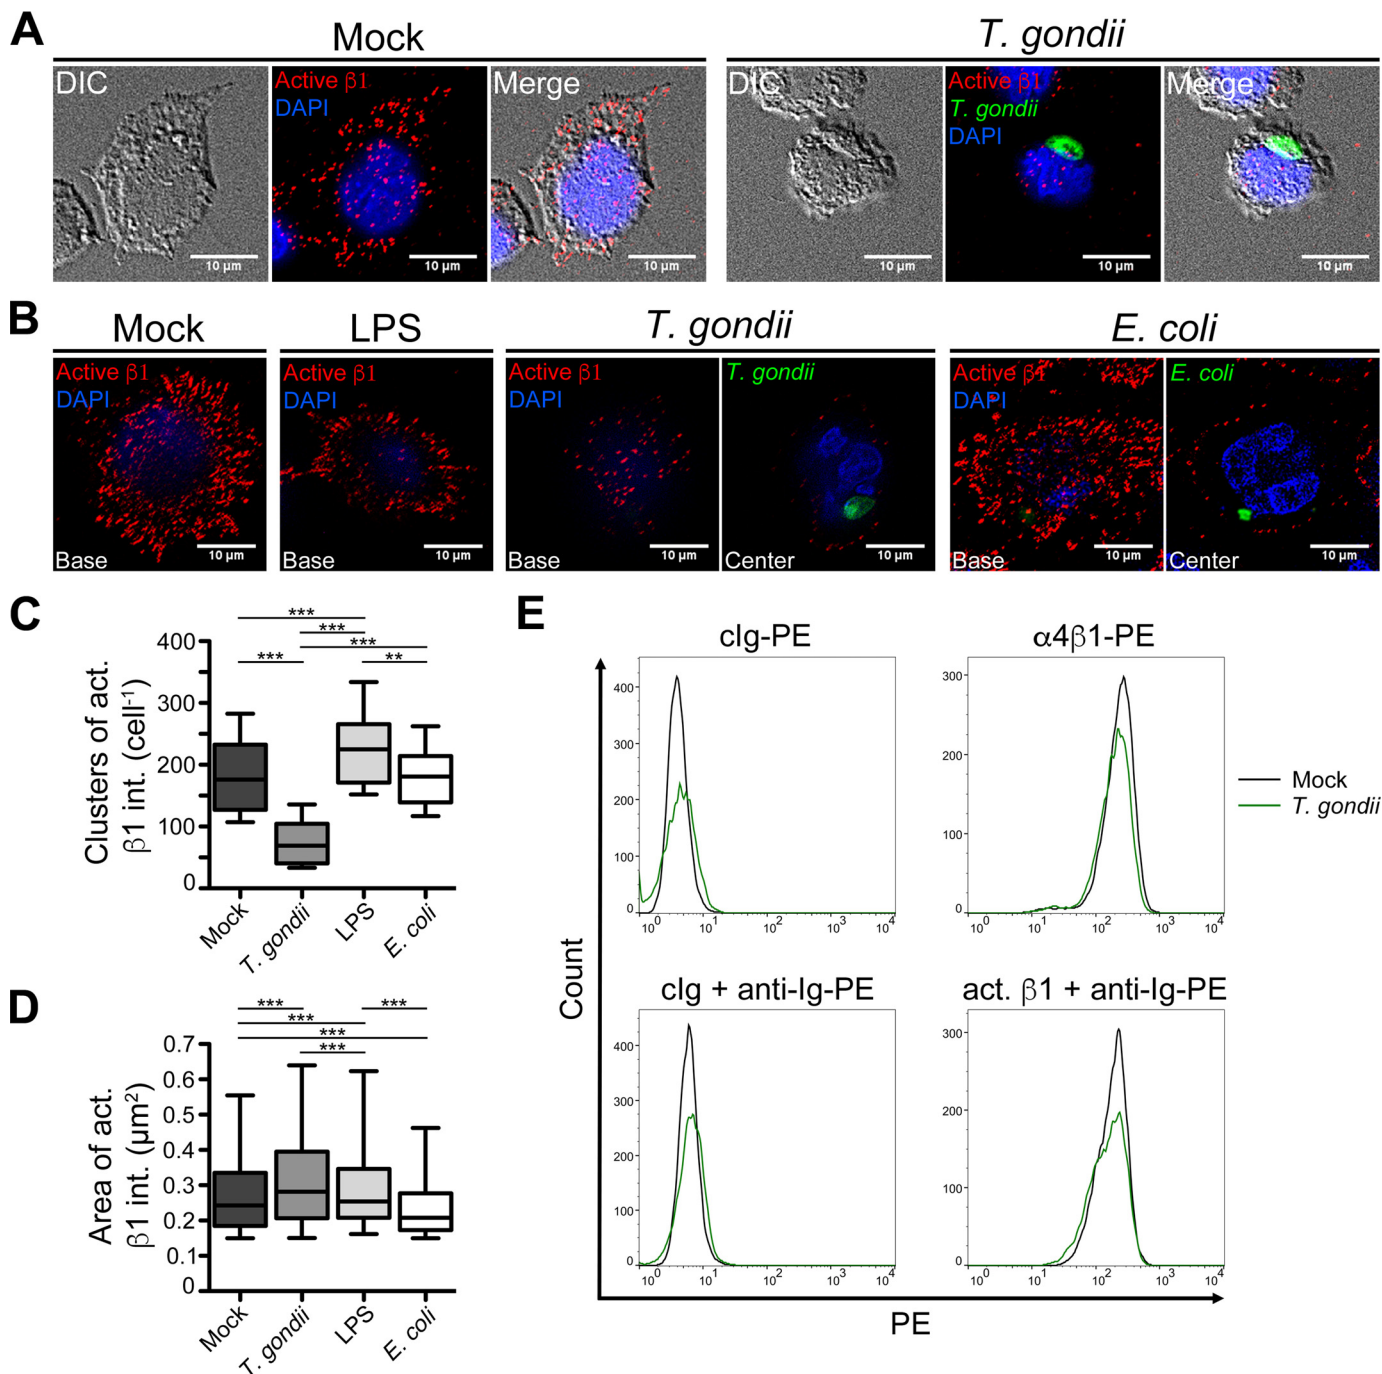 A
Mock
T. gondii
DIC
Active β1
DAPI
Merge
10 µm
10 µm
10 µm
DIC
Active β1
T. gondii
DAPI
Merge
10 µm
10 µm
10 µm
B
Mock
LPS
T. gondii
E. coli
Active β1
DAPI
Base
10 µm
Active β1
DAPI
10 µm
Active β1
DAPI
Base
10 µm
T. gondii
Center
10 µm
Active β1
DAPI
Base
10 µm
E. coli
Center
10 µm
C
Clusters of act.
β1 int. (cell⁻¹)
400
300
200
100
0
***
***
***
***
**
Mock
T. gondii
LPS
E. coli
D
Area of act.
β1 int. (µm²)
0.7
0.6
0.5
0.4
0.3
0.2
0.1
0
***
***
***
***
***
Mock
T. gondii
LPS
E. coli
E
Count
PE
cIg-PE
400
300
200
100
0
10⁰ 10¹ 10² 10³ 10⁴
α4β1-PE
300
200
100
0
10⁰ 10¹ 10² 10³ 10⁴
Mock
T. gondii
cIg + anti-Ig-PE
400
300
200
100
0
10⁰ 10¹ 10² 10³ 10⁴
act. β1 + anti-Ig-PE
300
200
100
0
10⁰ 10¹ 10² 10³ 10⁴